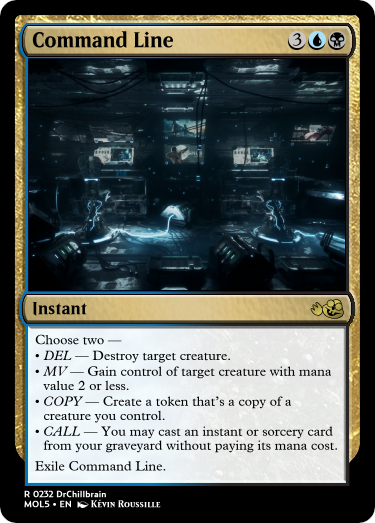 Command Line 3
Instant
Choose two —
• DEL — Destroy target creature.
• MV — Gain control of target creature with mana
value 2 or less.
• COPY — Create a token that's a copy of a
creature you control.
• CALL — You may cast an instant or sorcery card
from your graveyard without paying its mana cost.
Exile Command Line.
R 0232 DrChillbrain
MOL5 • EN Kévin Roussille